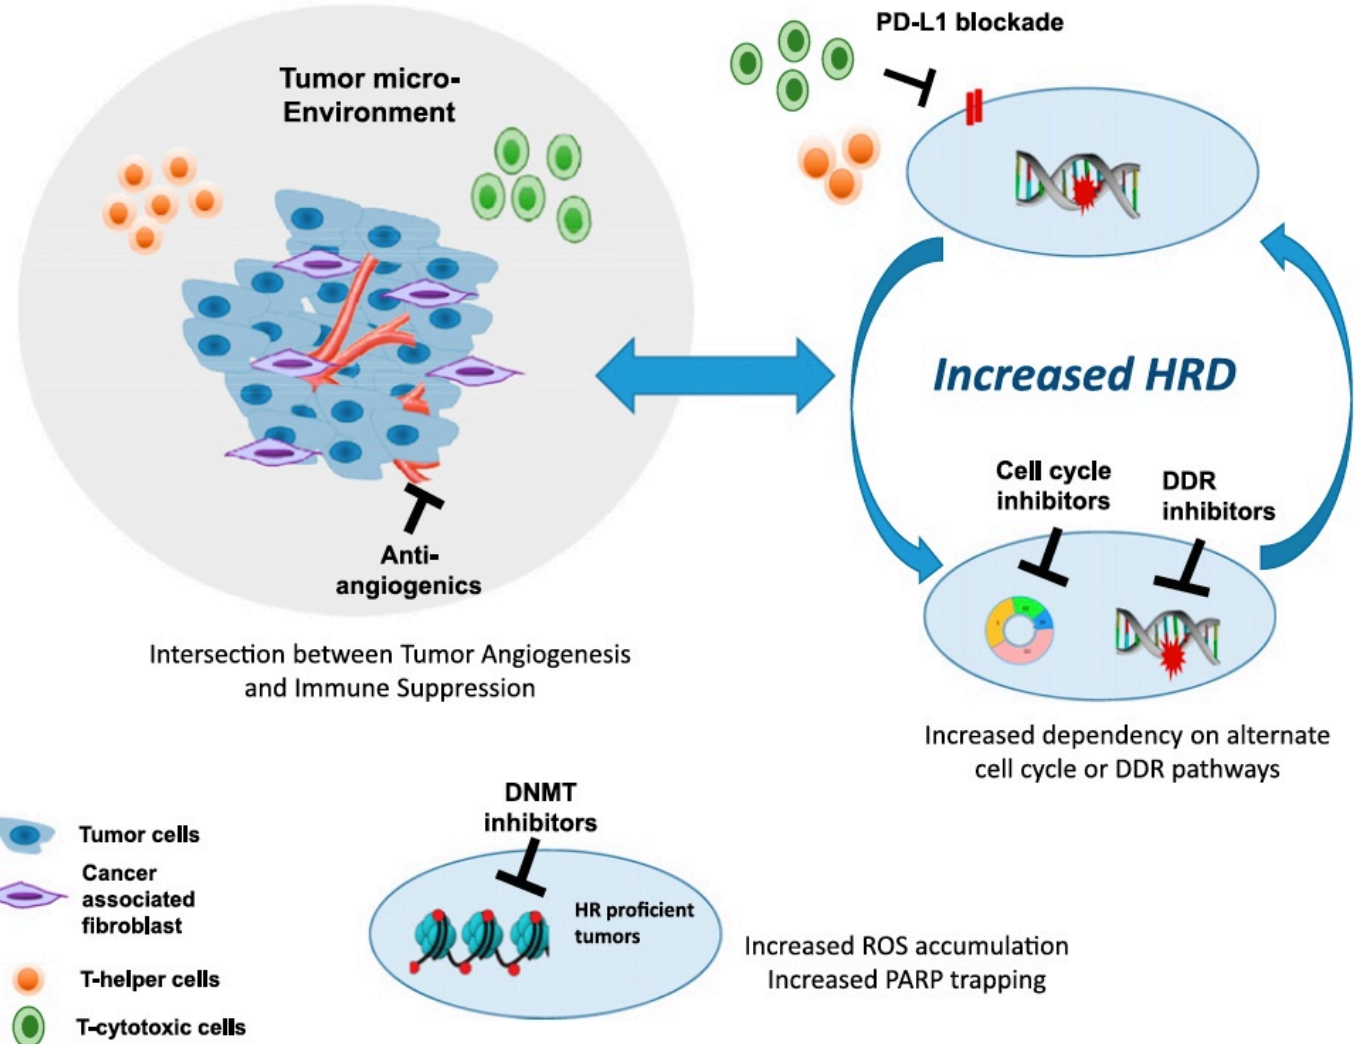 PD-L1 blockade
Tumor micro-
Environment
Increased HRD
Cell cycle
inhibitors
DDR
inhibitors
Anti-
angiogenics
Intersection between Tumor Angiogenesis
and Immune Suppression
Increased dependency on alternate
cell cycle or DDR pathways
DNMT
inhibitors
HR proficient
tumors
Increased ROS accumulation
Increased PARP trapping
Tumor cells
Cancer
associated
fibroblast
T-helper cells
T-cytotoxic cells